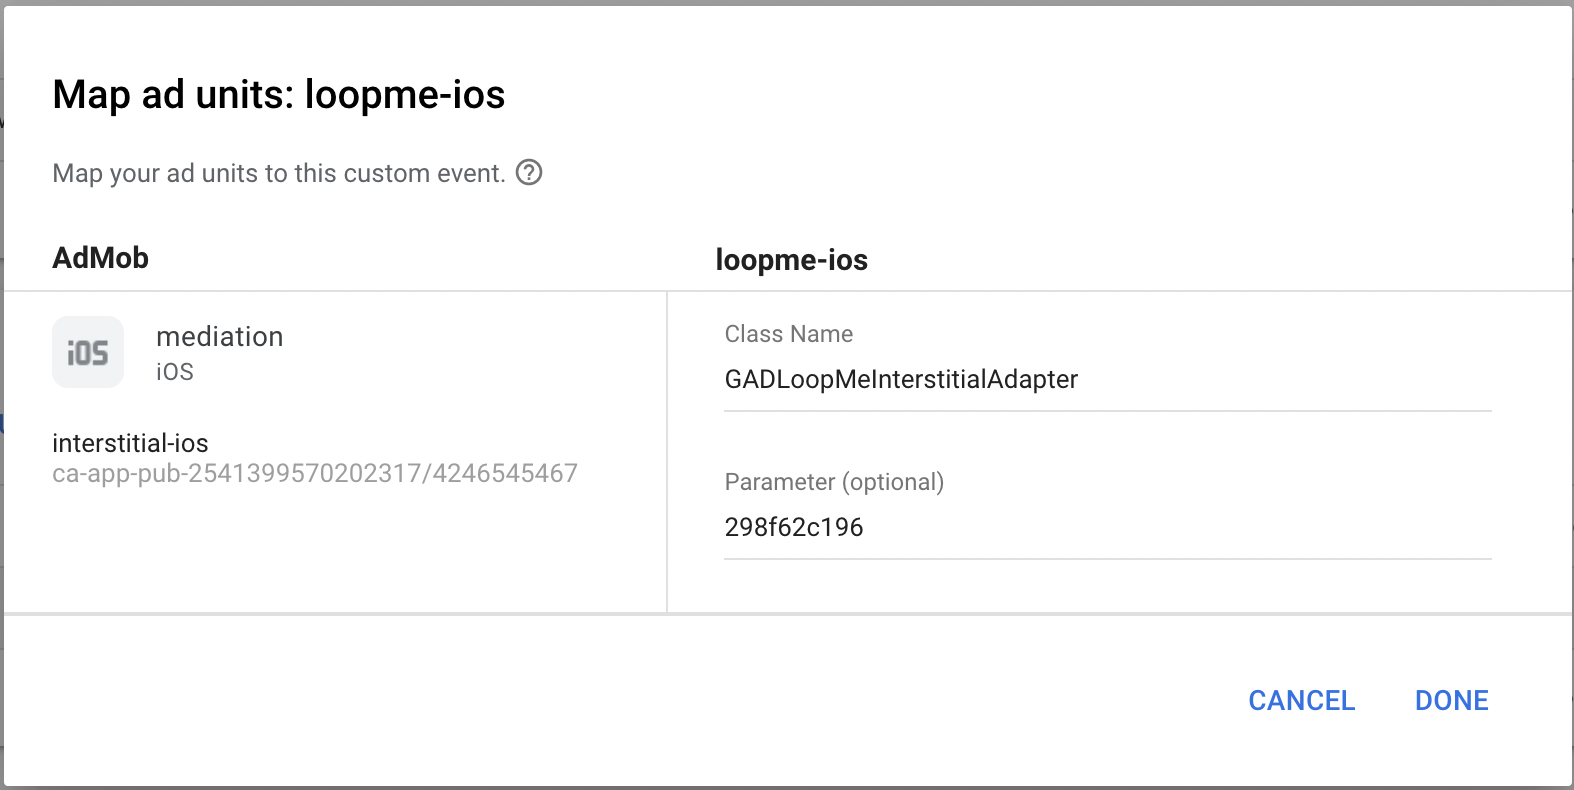 Map ad units: loopme-ios
Map your ad units to this custom event. ?
AdMob
loopme-ios
iOS
mediation
iOS
interstitial-ios
ca-app-pub-2541399570202317/4246545467
Class Name
GADLoopMeInterstitialAdapter
Parameter (optional)
298f62c196
CANCEL
DONE